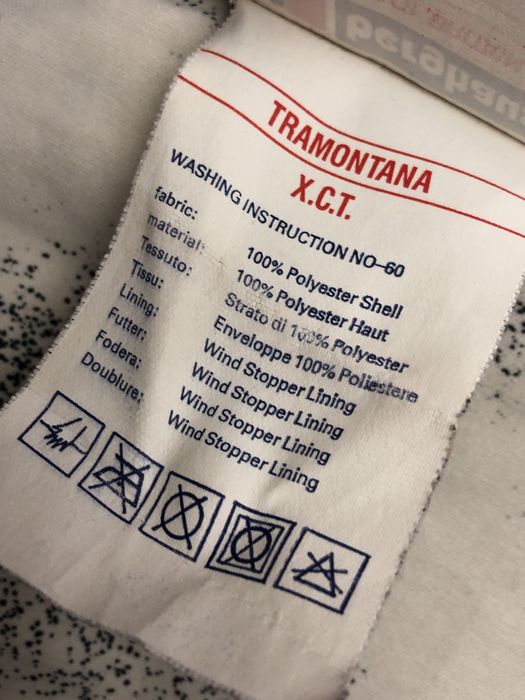 TRAMONTANA
X.C.T.
WASHING INSTRUCTION NO-60
fabric: 100% Polyester Shell
material: 100% Polyester Haut
Tessuto: Strato di 100% Polyester
Tissu: Enveloppe 100% Poliestere
Lining: Wind Stopper Lining
Futter: Wind Stopper Lining
Fodera: Wind Stopper Lining
Doublure: Wind Stopper Lining